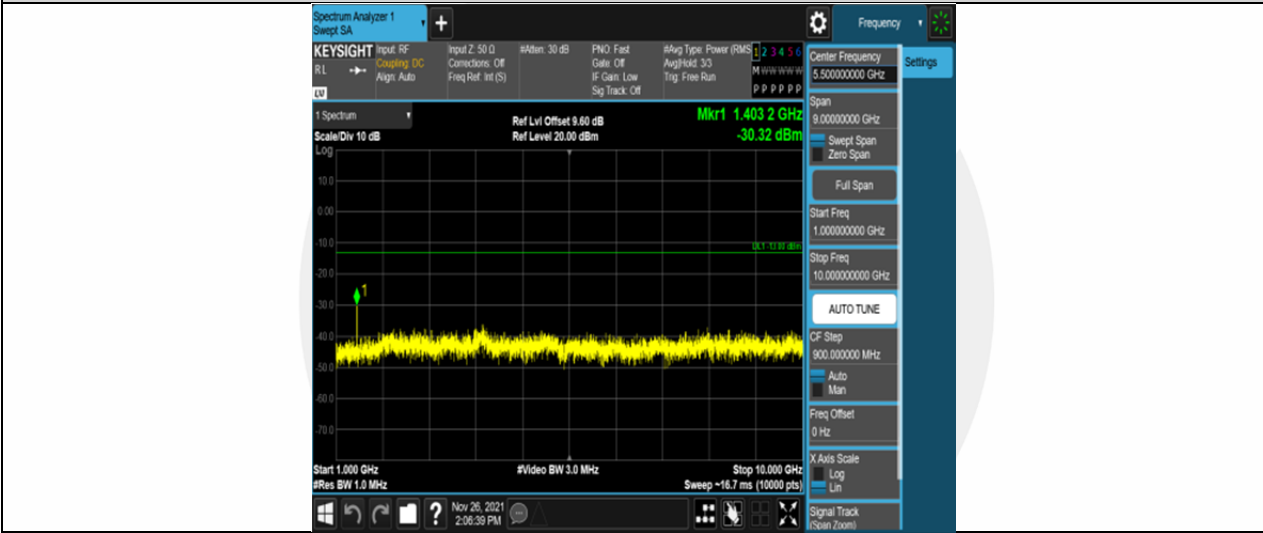 Spectrum Analyzer 1
Swept SA
+
Frequency
KEYSIGHT
RL
LV
Input: RF
Coupling: DC
Align: Auto
Input Z: 50 Ω
Corrections: Off
Freq Ref: Int (S)
#Atten: 30 dB
PNO: Fast
Gate: Off
IF Gain: Low
Sig Track: Off
#Avg Type: Power (RMS
Avg|Hold: 3/3
Trig: Free Run
1 2 3 4 5 6
M W W W W W
P P P P P P
1 Spectrum
Scale/Div 10 dB
Ref Lvl Offset 9.60 dB
Ref Level 20.00 dBm
Mkr1 1.403 2 GHz
-30.32 dBm
Log
10.0
0.00
-10.0
DL1 -13.00 dBm
-20.0
1
-30.0
-40.0
-50.0
-60.0
-70.0
Start 1.000 GHz
#Video BW 3.0 MHz
Stop 10.000 GHz
#Res BW 1.0 MHz
Sweep ~16.7 ms (10000 pts)
?
Nov 26, 2021
2:06:39 PM
Center Frequency
5.500000000 GHz
Settings
Span
9.00000000 GHz
Swept Span
Zero Span
Full Span
Start Freq
1.000000000 GHz
Stop Freq
10.000000000 GHz
AUTO TUNE
CF Step
900.000000 MHz
Auto
Man
Freq Offset
0 Hz
X Axis Scale
Log
Lin
Signal Track
(Span Zoom)